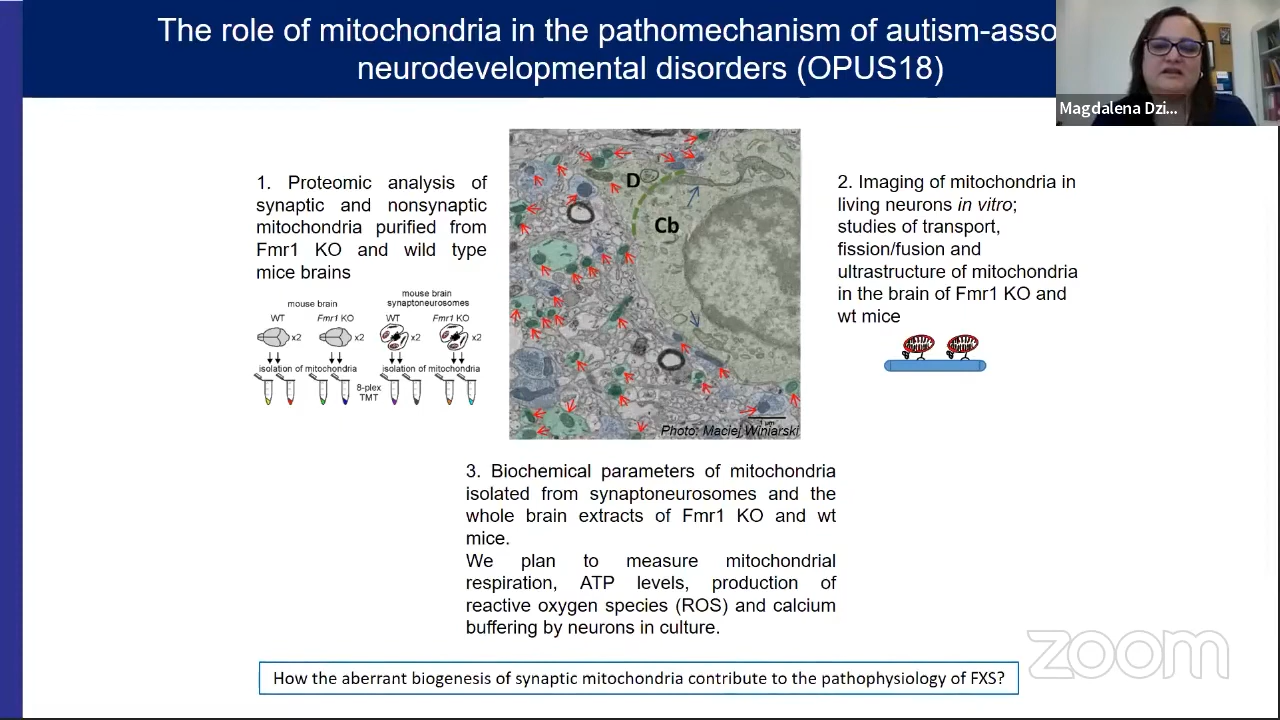 The role of mitochondria in the pathomechanism of autism-asso
neurodevelopmental disorders (OPUS18)
Magdalena Dzi...
1. Proteomic analysis of
synaptic and nonsynaptic
mitochondria purified from
Fmr1 KO and wild type
mice brains
mouse brain
WT
Fmr1 KO
x2
x2
isolation of mitochondria
mouse brain
synaptoneurosomes
WT
Fmr1 KO
x2
x2
isolation of mitochondria
8-plex
TMT
D
Cb
1 µm
Photo: Maciej Winiarski
2. Imaging of mitochondria in
living neurons in vitro;
studies of transport,
fission/fusion and
ultrastructure of mitochondria
in the brain of Fmr1 KO and
wt mice
3. Biochemical parameters of mitochondria
isolated from synaptoneurosomes and the
whole brain extracts of Fmr1 KO and wt
mice.
We plan to measure mitochondrial
respiration, ATP levels, production of
reactive oxygen species (ROS) and calcium
buffering by neurons in culture.
How the aberrant biogenesis of synaptic mitochondria contribute to the pathophysiology of FXS?
zoom